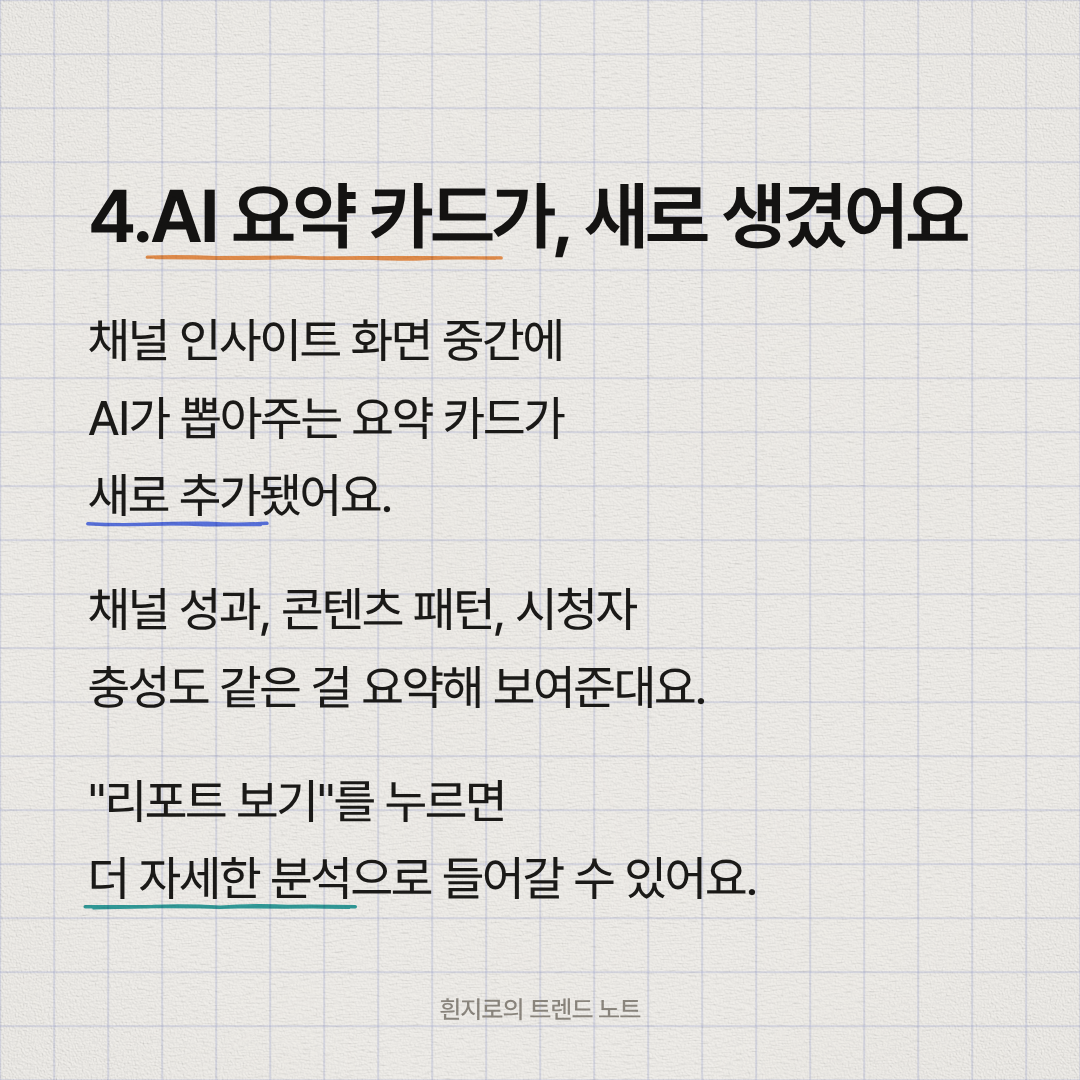 4.AI 요약 카드가, 새로 생겼어요
채널 인사이트 화면 중간에
AI가 뽑아주는 요약 카드가
새로 추가됐어요.
채널 성과, 콘텐츠 패턴, 시청자
충성도 같은 걸 요약해 보여준대요.
"리포트 보기"를 누르면
더 자세한 분석으로 들어갈 수 있어요.
흰지로의 트렌드 노트